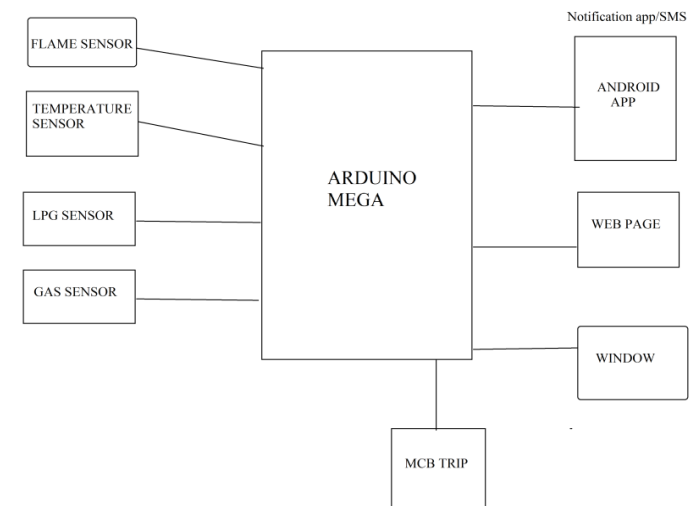 Notification app/SMS
FLAME SENSOR
ANDROID
APP
TEMPERATURE
SENSOR
ARDUINO
MEGA
LPG SENSOR
WEB PAGE
GAS SENSOR
WINDOW
MCB TRIP